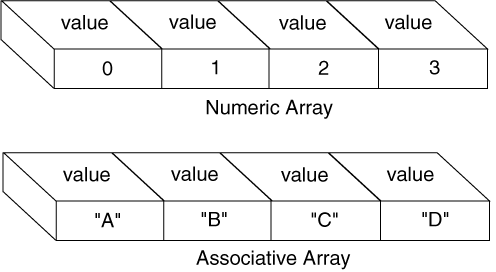 value value value value
0 1 2 3
Numeric Array
value value value value
"A" "B" "C" "D"
Associative Array